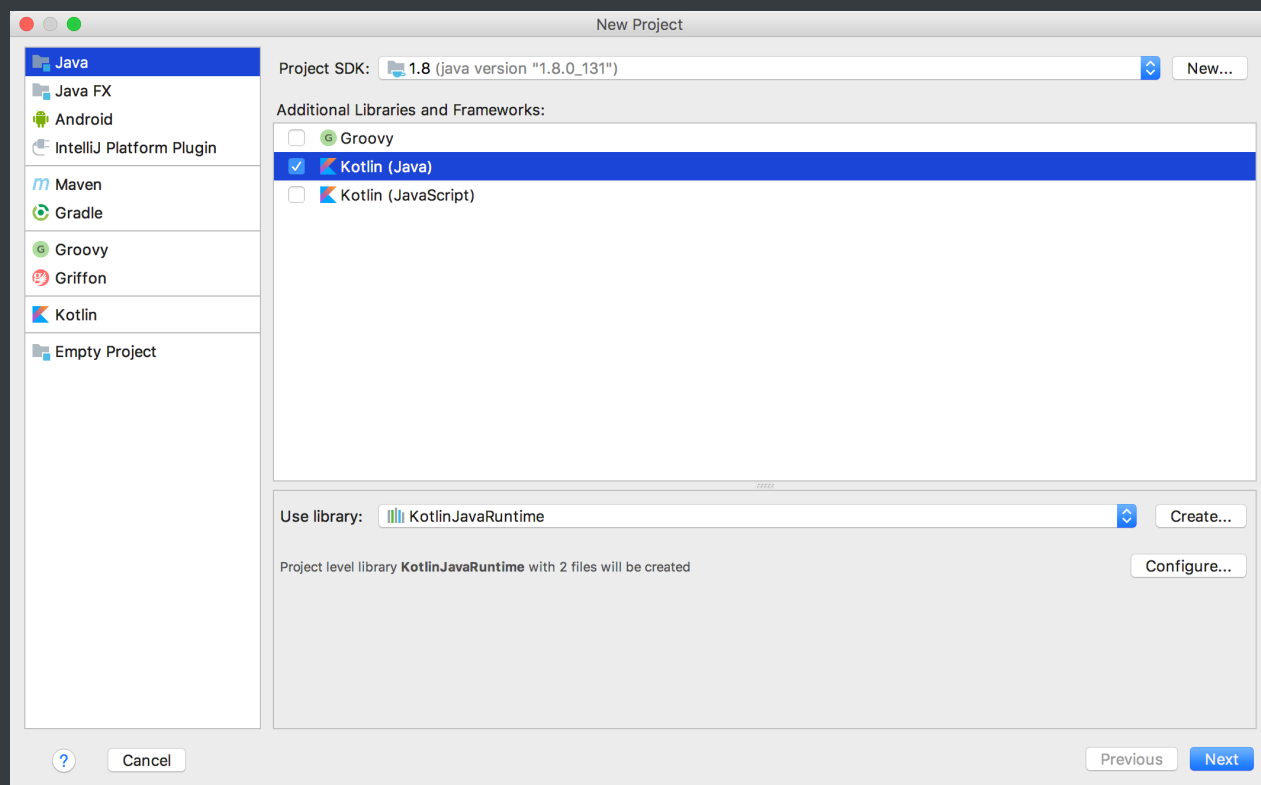 New Project
Java
Java FX
Android
IntelliJ Platform Plugin
m Maven
Gradle
G Groovy
Griffon
Kotlin
Empty Project
Project SDK: 1.8 (java version "1.8.0_131") New...
Additional Libraries and Frameworks:
G Groovy
Kotlin (Java)
Kotlin (JavaScript)
Use library: KotlinJavaRuntime Create...
Project level library KotlinJavaRuntime with 2 files will be created Configure...
? Cancel Previous Next